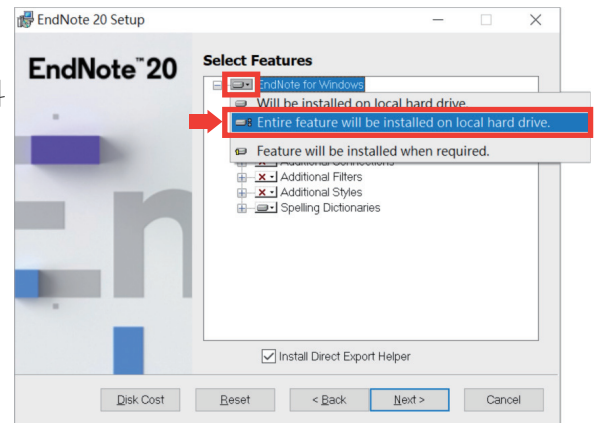 EndNote 20 Setup
EndNote™ 20
Select Features
EndNote for Windows
Will be installed on local hard drive.
Entire feature will be installed on local hard drive.
Feature will be installed when required.
Additional Connections
Additional Filters
Additional Styles
Spelling Dictionaries
Install Direct Export Helper
Disk Cost
Reset
< Back
Next >
Cancel